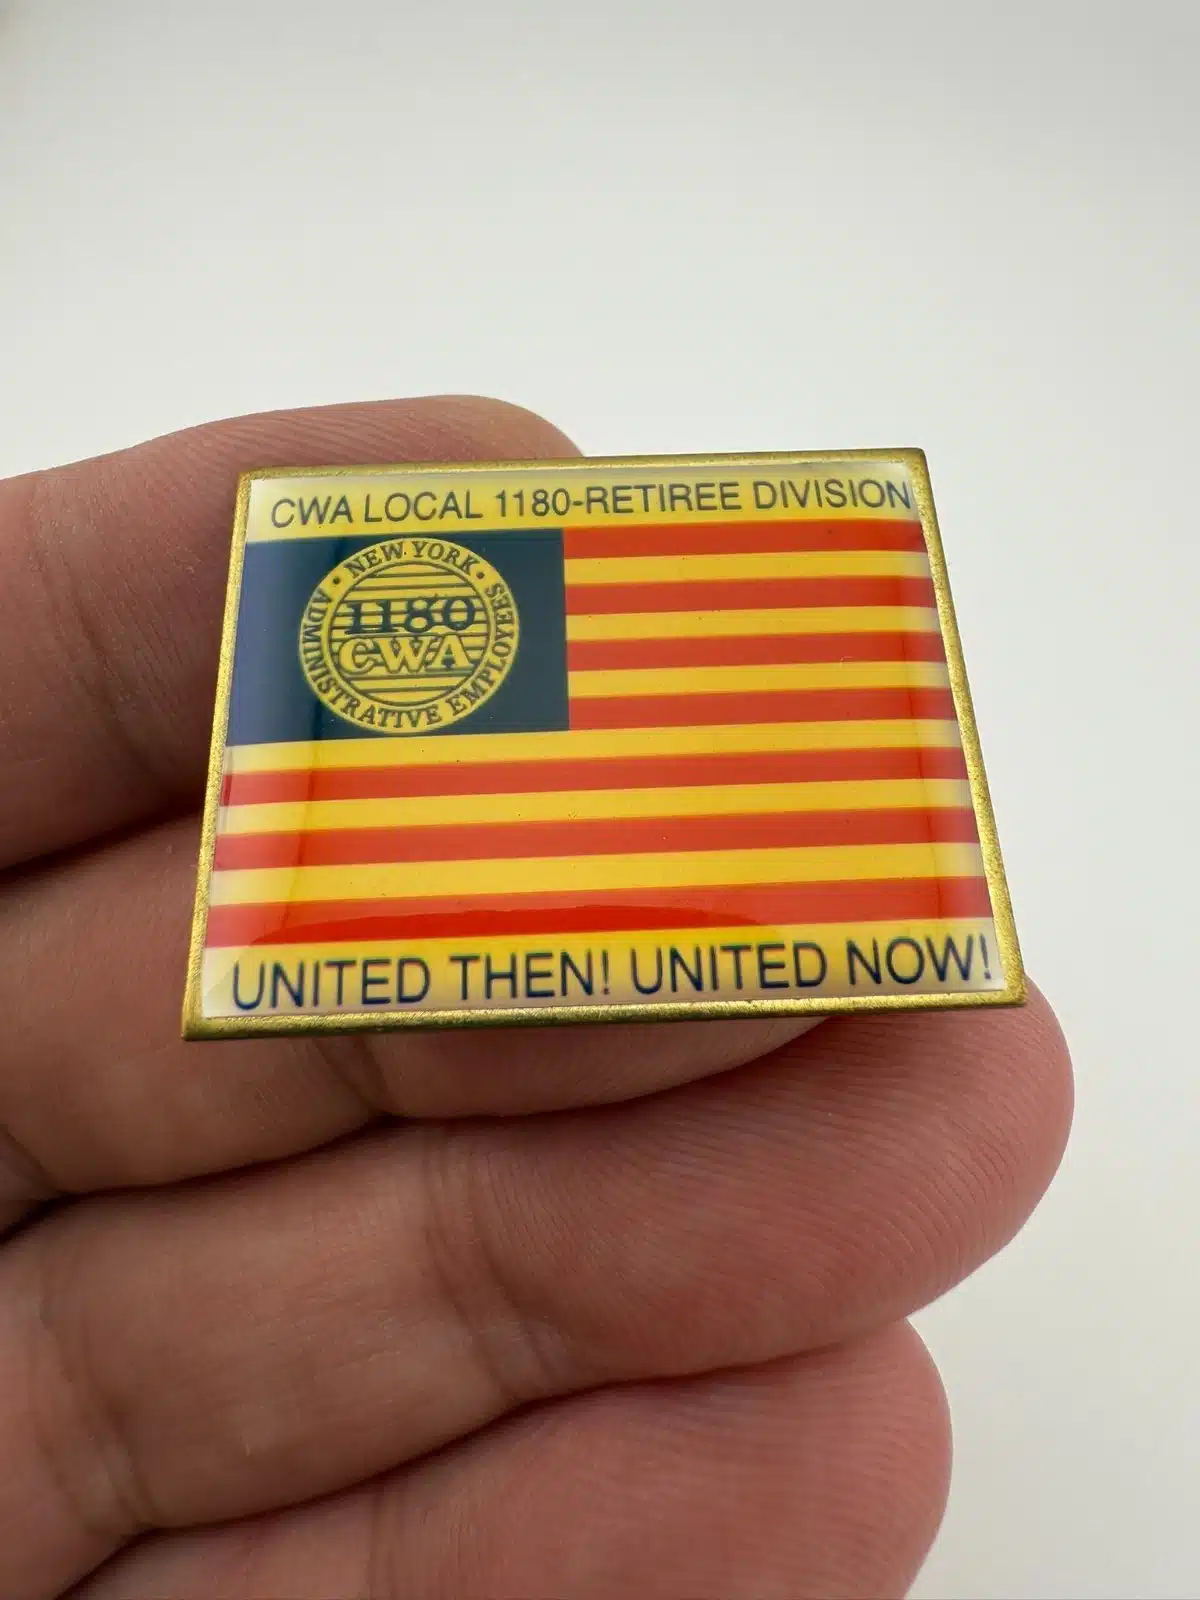 CWA LOCAL 1180-RETIREE DIVISION
· NEW YORK ·
ADMINISTRATIVE EMPLOYEES
1180
CWA
UNITED THEN! UNITED NOW!